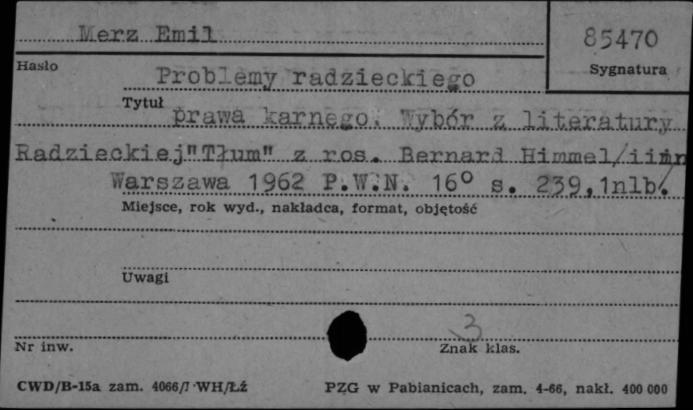 Merz Emil
85470
Hasło
Sygnatura
Problemy radzieckiego
Tytuł
prawa karnego. Wybór z literatury
Radzieckiej"Tłum" z ros. Bernard Himmel/iinn
Warszawa 1962 P.W.N. 16° s. 239,1nlb.
Miejsce, rok wyd., nakładca, format, objętość
Uwagi
3
Nr inw.
Znak klas.
CWD/B-15a zam. 4066/7 WH/Łź
PZG w Pabianicach, zam. 4-66, nakł. 400 000